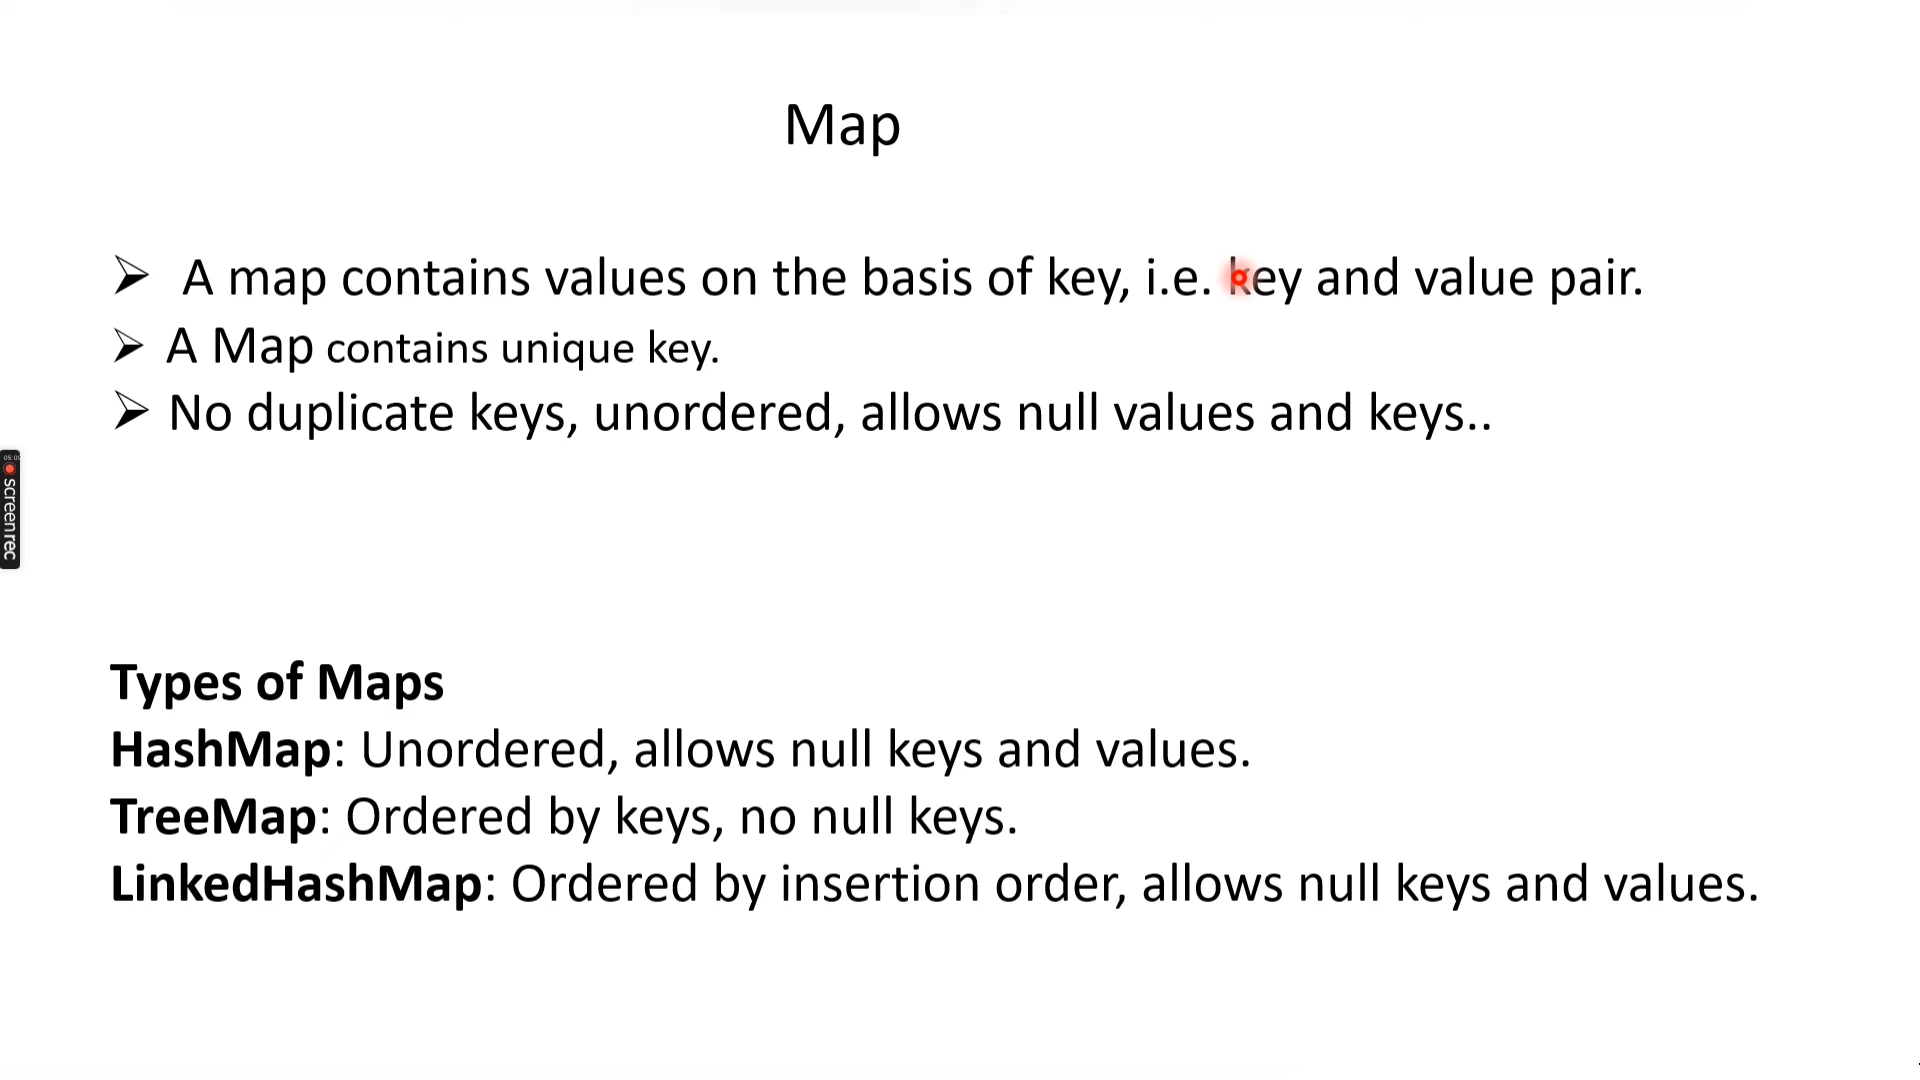 Map
➢ A map contains values on the basis of key, i.e. key and value pair.
➢ A Map contains unique key.
➢ No duplicate keys, unordered, allows null values and keys..
screenrec
Types of Maps
HashMap: Unordered, allows null keys and values.
TreeMap: Ordered by keys, no null keys.
LinkedHashMap: Ordered by insertion order, allows null keys and values.